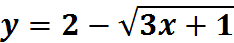 y = 2 − √(3x + 1)